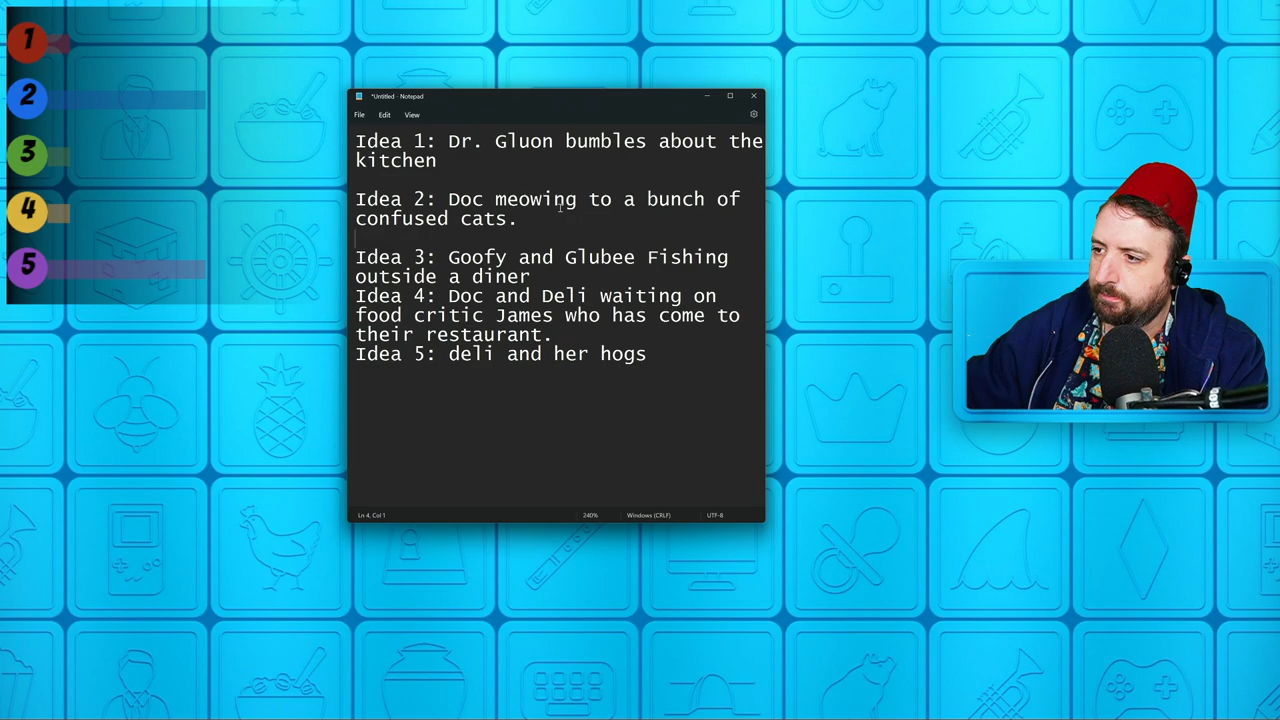 1
2
3
4
5
*Untitled - Notepad
File Edit View
Idea 1: Dr. Gluon bumbles about the
kitchen
Idea 2: Doc meowing to a bunch of
confused cats.
Idea 3: Goofy and Glubee Fishing
outside a diner
Idea 4: Doc and Deli waiting on
food critic James who has come to
their restaurant.
Idea 5: deli and her hogs
Ln 4, Col 1 240% Windows (CRLF) UTF-8